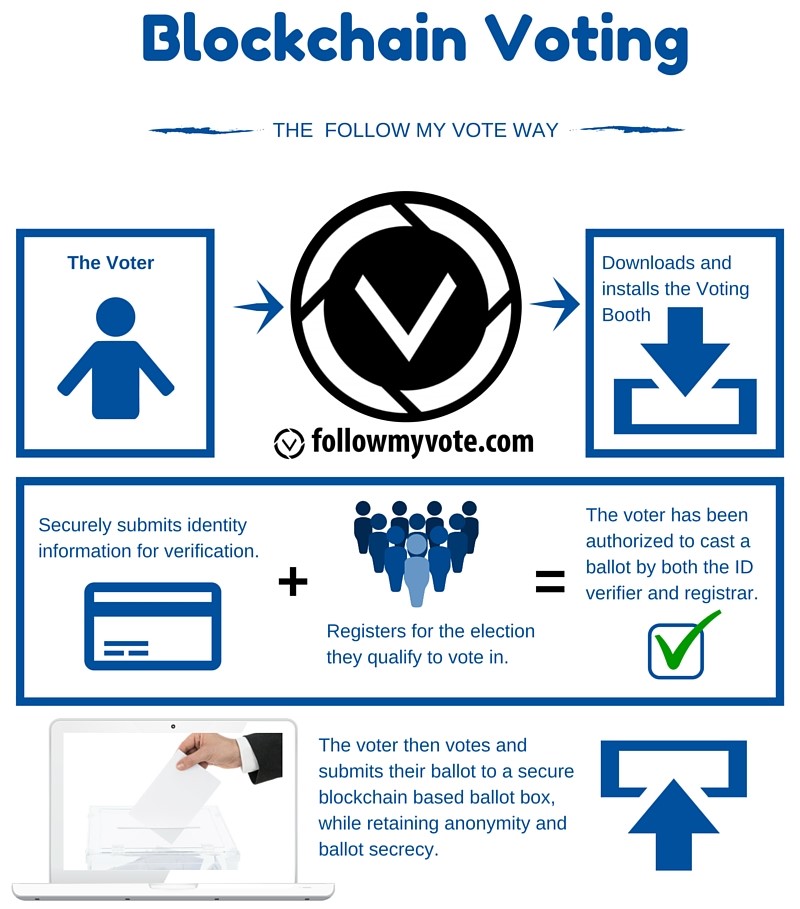 Blockchain Voting
THE FOLLOW MY VOTE WAY
The Voter
followmyvote.com
Downloads and
installs the Voting
Booth
Securely submits identity
information for verification.
+
Registers for the election
they qualify to vote in.
=
The voter has been
authorized to cast a
ballot by both the ID
verifier and registrar.
The voter then votes and
submits their ballot to a secure
blockchain based ballot box,
while retaining anonymity and
ballot secrecy.